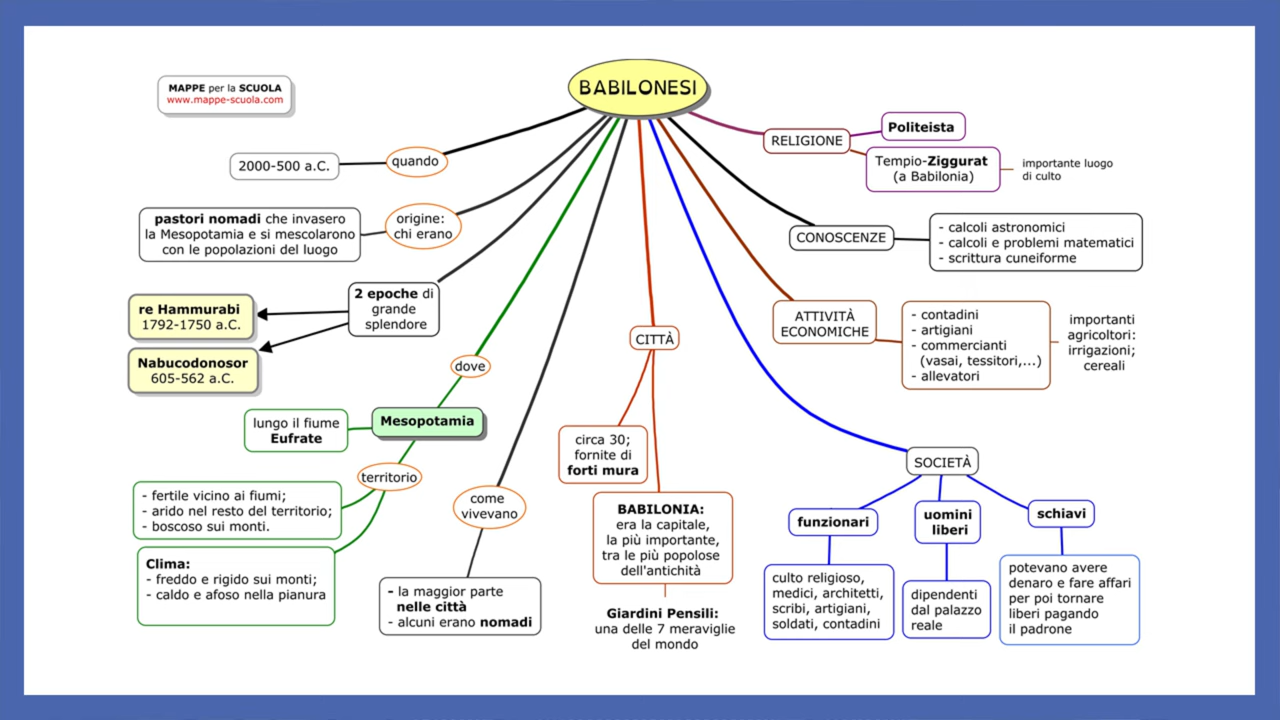 BABILONESI
MAPPE per la SCUOLA
www.mappe-scuola.com
quando
2000-500 a.C.
origine:
chi erano
pastori nomadi che invasero
la Mesopotamia e si mescolarono
con le popolazioni del luogo
2 epoche di
grande
splendore
re Hammurabi
1792-1750 a.C.
Nabucodonosor
605-562 a.C.
dove
Mesopotamia
lungo il fiume
Eufrate
territorio
- fertile vicino ai fiumi;
- arido nel resto del territorio;
- boscoso sui monti.
Clima:
- freddo e rigido sui monti;
- caldo e afoso nella pianura
come
vivevano
- la maggior parte
nelle città
- alcuni erano nomadi
CITTÀ
circa 30;
fornite di
forti mura
BABILONIA:
era la capitale,
la più importante,
tra le più popolose
dell'antichità
Giardini Pensili:
una delle 7 meraviglie
del mondo
RELIGIONE
Politeista
Tempio-Ziggurat
(a Babilonia)
importante luogo
di culto
CONOSCENZE
- calcoli astronomici
- calcoli e problemi matematici
- scrittura cuneiforme
ATTIVITÀ
ECONOMICHE
- contadini
- artigiani
- commercianti
(vasai, tessitori,...)
- allevatori
importanti
agricoltori:
irrigazioni;
cereali
SOCIETÀ
funzionari
culto religioso,
medici, architetti,
scribi, artigiani,
soldati, contadini
uomini
liberi
dipendenti
dal palazzo
reale
schiavi
potevano avere
denaro e fare affari
per poi tornare
liberi pagando
il padrone